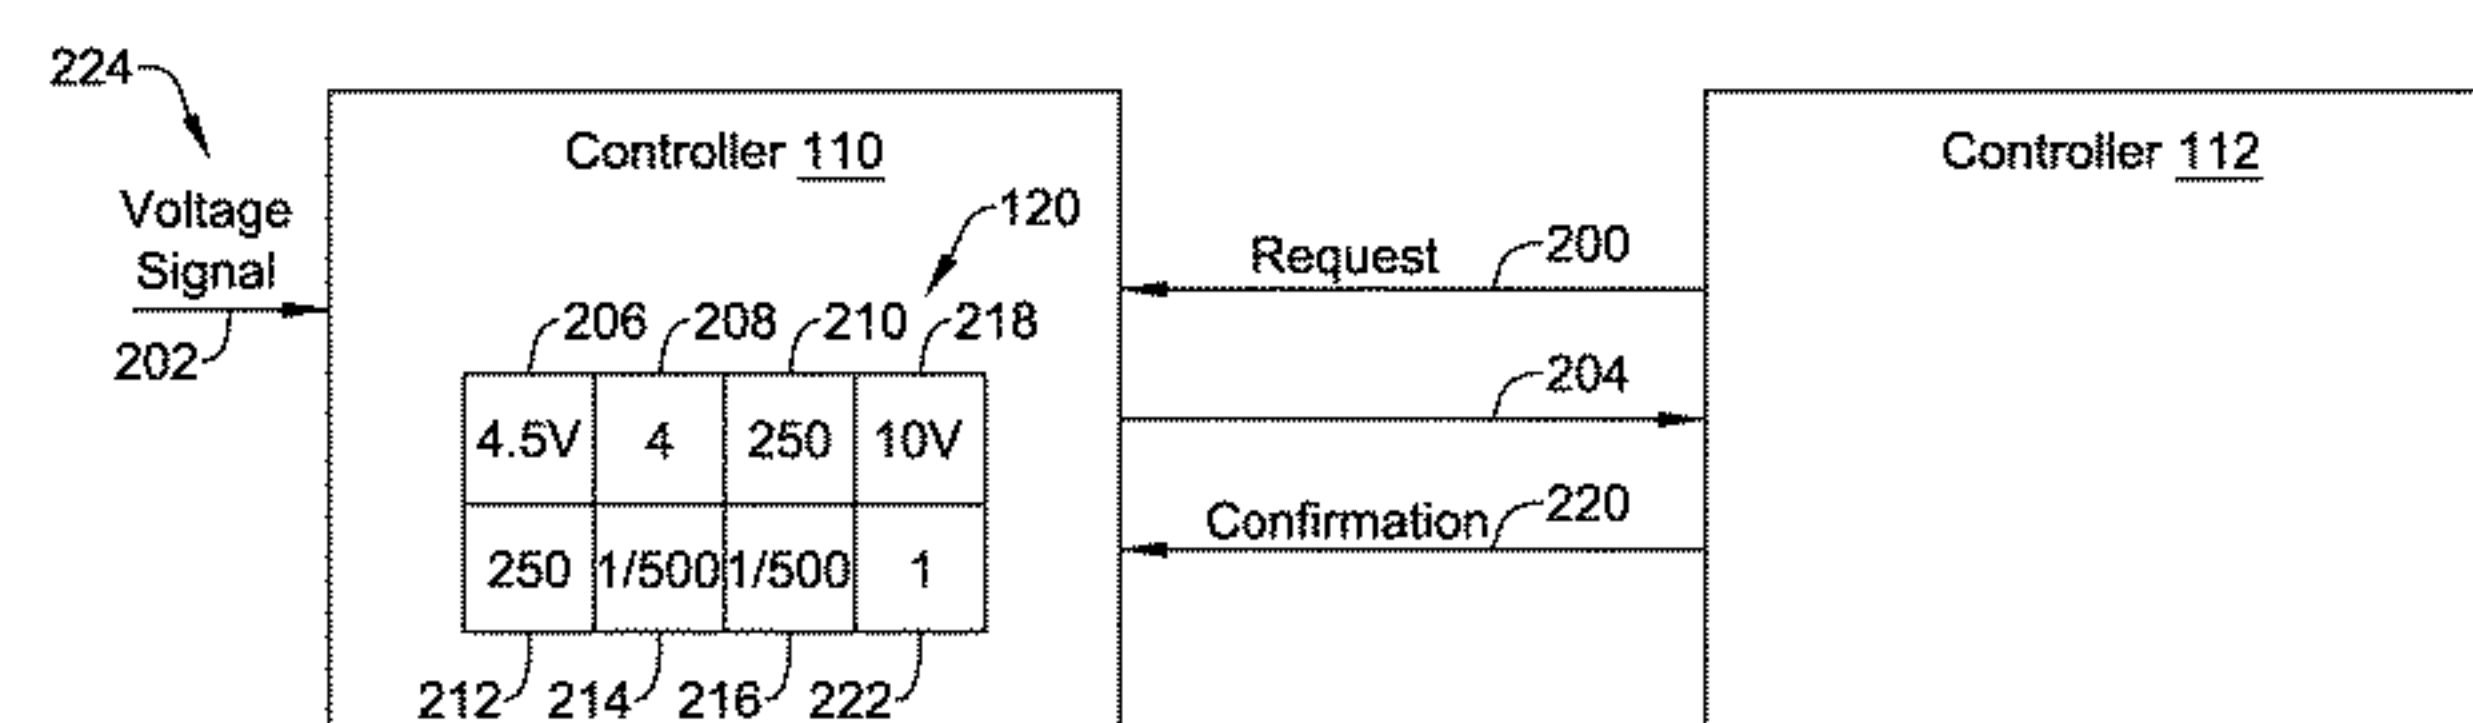 224
Controller 110
Controller 112
Voltage
Signal
202
120
Request
200
206 208 210 218
204
4.5V 4 250 10V
Confirmation
220
250 1/500 1/500 1
212 214 216 222